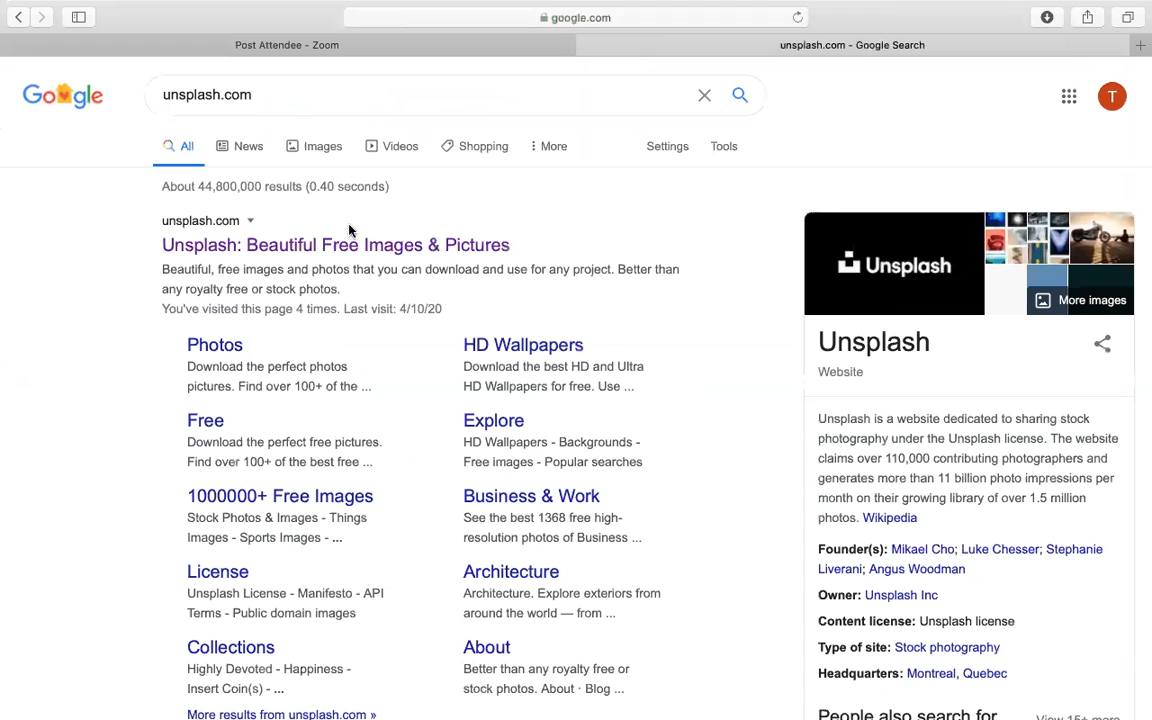 google.com
Post Attendee - Zoom
unsplash.com - Google Search
Google
unsplash.com
T
All
News
Images
Videos
Shopping
More
Settings
Tools
About 44,800,000 results (0.40 seconds)
unsplash.com
Unsplash: Beautiful Free Images & Pictures
Beautiful, free images and photos that you can download and use for any project. Better than
any royalty free or stock photos.
You've visited this page 4 times. Last visit: 4/10/20
Photos
Download the perfect photos
pictures. Find over 100+ of the ...
HD Wallpapers
Download the best HD and Ultra
HD Wallpapers for free. Use ...
Free
Download the perfect free pictures.
Find over 100+ of the best free ...
Explore
HD Wallpapers - Backgrounds -
Free images - Popular searches
1000000+ Free Images
Stock Photos & Images - Things
Images - Sports Images - ...
Business & Work
See the best 1368 free high-
resolution photos of Business ...
License
Unsplash License - Manifesto - API
Terms - Public domain images
Architecture
Architecture. Explore exteriors from
around the world — from ...
Collections
Highly Devoted - Happiness -
Insert Coin(s) - ...
About
Better than any royalty free or
stock photos. About · Blog ...
More results from unsplash.com »
Unsplash
More images
Unsplash
Website
Unsplash is a website dedicated to sharing stock
photography under the Unsplash license. The website
claims over 110,000 contributing photographers and
generates more than 11 billion photo impressions per
month on their growing library of over 1.5 million
photos. Wikipedia
Founder(s): Mikael Cho; Luke Chesser; Stephanie
Liverani; Angus Woodman
Owner: Unsplash Inc
Content license: Unsplash license
Type of site: Stock photography
Headquarters: Montreal, Quebec
People also search for
View 15+ more